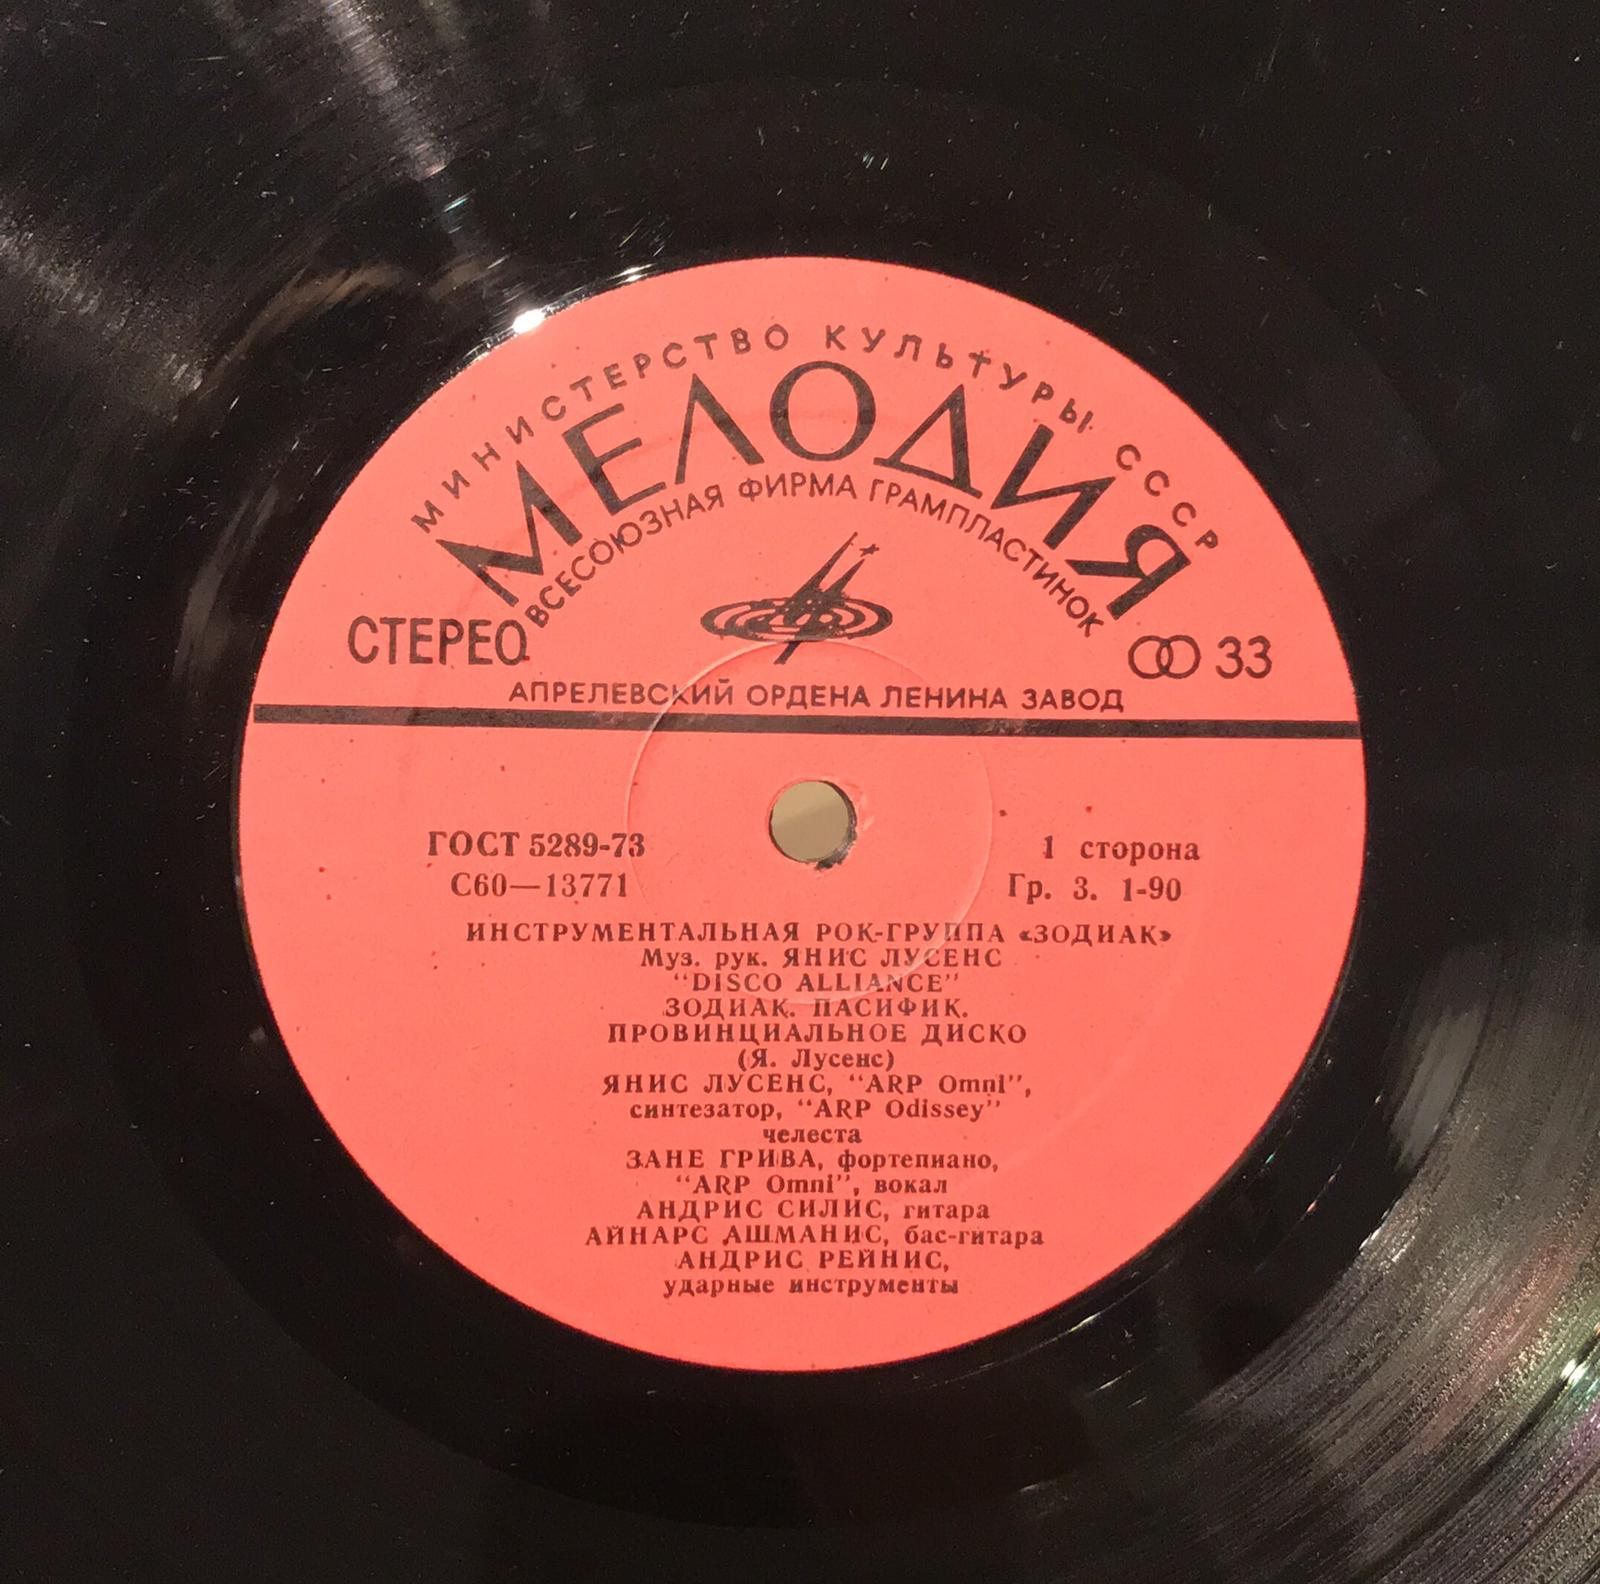 МИНИСТЕРСТВО КУЛЬТУРЫ СССР
МЕЛОДИЯ
ВСЕСОЮЗНАЯ ФИРМА ГРАМПЛАСТИНОК
СТЕРЕО
33
АПРЕЛЕВСКИЙ ОРДЕНА ЛЕНИНА ЗАВОД
ГОСТ 5289-73
1 сторона
С60—13771
Гр. 3. 1-90
ИНСТРУМЕНТАЛЬНАЯ РОК-ГРУППА «ЗОДИАК»
Муз. рук. ЯНИС ЛУСЕНС
“DISCO ALLIANCE”
ЗОДИАК. ПАСИФИК.
ПРОВИНЦИАЛЬНОЕ ДИСКО
(Я. Лусенс)
ЯНИС ЛУСЕНС, “ARP Omni”,
синтезатор, “ARP Odissey”
челеста
ЗАНЕ ГРИВА, фортепиано,
“ARP Omni”, вокал
АНДРИС СИЛИС, гитара
АЙНАРС АШМАНИС, бас-гитара
АНДРИС РЕЙНИС,
ударные инструменты